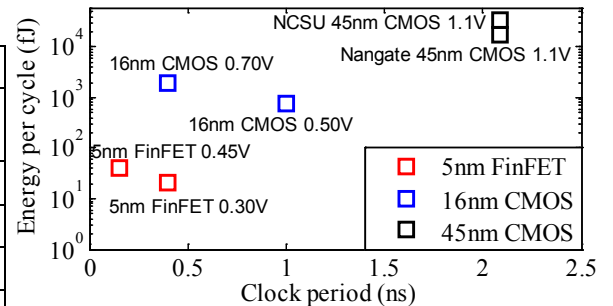 Energy per cycle (fJ)
10^4
10^3
10^2
10^1
10^0
NCSU 45nm CMOS 1.1V
Nangate 45nm CMOS 1.1V
16nm CMOS 0.70V
16nm CMOS 0.50V
5nm FinFET 0.45V
5nm FinFET 0.30V
5nm FinFET
16nm CMOS
45nm CMOS
0 0.5 1 1.5 2 2.5
Clock period (ns)